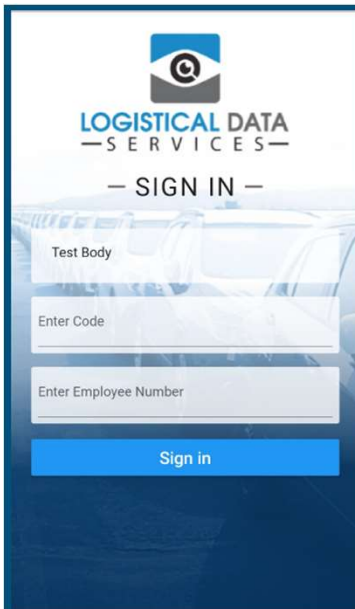 LOGISTICAL DATA
—SERVICES—
— SIGN IN —
Test Body
Enter Code
Enter Employee Number
Sign in